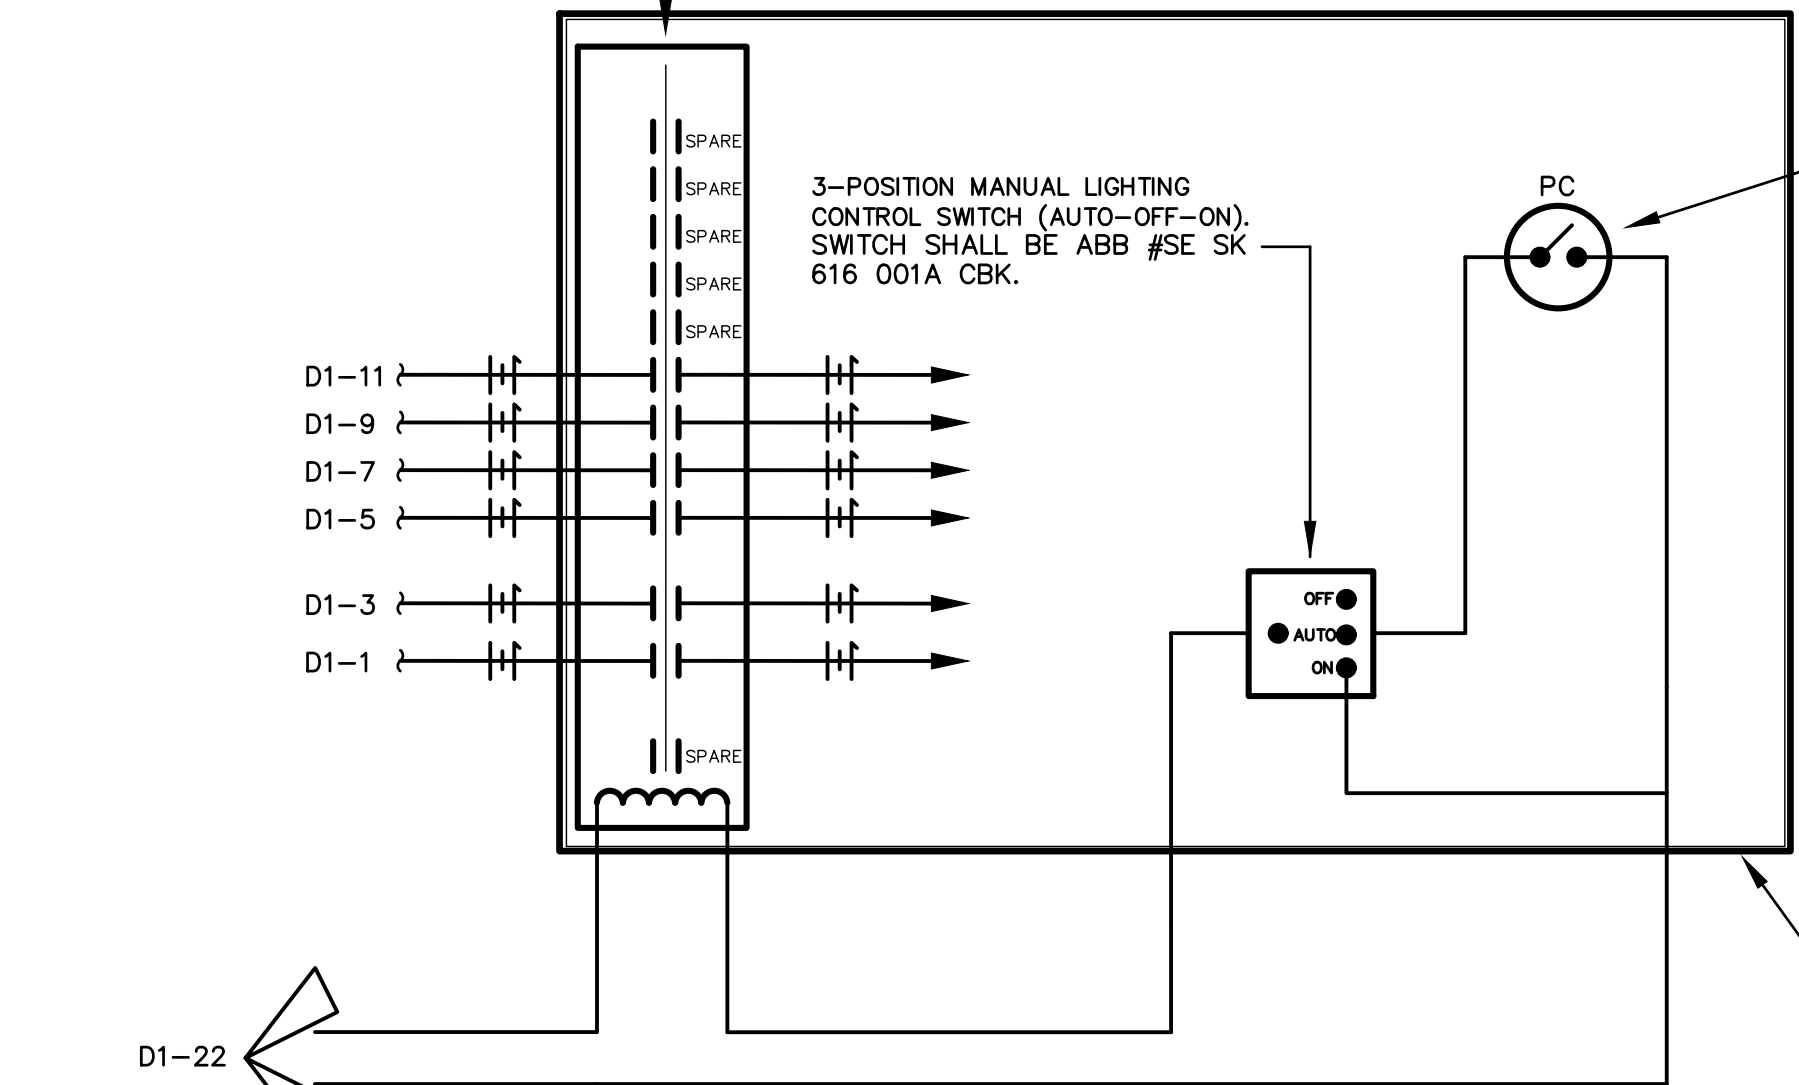 SPARE
SPARE
SPARE
SPARE
SPARE
3-POSITION MANUAL LIGHTING
CONTROL SWITCH (AUTO-OFF-ON).
SWITCH SHALL BE ABB #SE SK
616 001A CBK.
PC
D1-11
D1-9
D1-7
D1-5
D1-3
D1-1
OFF
AUTO
ON
SPARE
D1-22